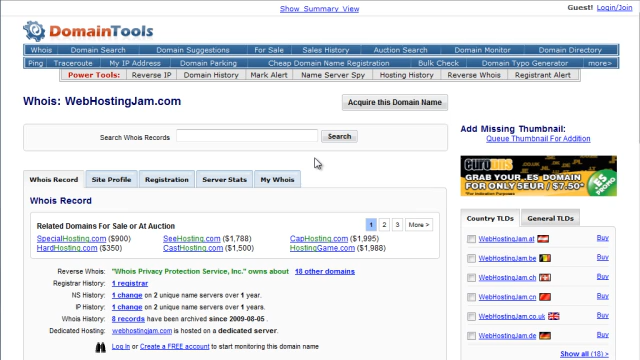 Show Summary View
Guest! Login/Join
DomainTools
Whois Domain Search Domain Suggestions For Sale Sales History Auction Search Domain Monitor Domain Directory
Ping Traceroute My IP Address Domain Parking Cheap Domain Name Registration Bulk Check Domain Typo Generator more>
Power Tools: Reverse IP Domain History Mark Alert Name Server Spy Hosting History Reverse Whois Registrant Alert
Whois: WebHostingJam.com
Acquire this Domain Name
Search Whois Records
Search
Add Missing Thumbnail:
Queue Thumbnail For Addition
GRAB YOUR .ES DOMAIN
FOR ONLY 5EUR / $7.50*
.ES
PROMO
Whois Record Site Profile Registration Server Stats My Whois
Whois Record
Related Domains For Sale or At Auction
1 2 3 More >
SpecialHosting.com ($900) SeeHosting.com ($1,788) CapHosting.com ($1,995)
HardHosting.com ($350) CastHosting.com ($1,500) HostingGame.com ($1,988)
Reverse Whois: "Whois Privacy Protection Service, Inc." owns about 18 other domains
Registrar History: 1 registrar
NS History: 1 change on 2 unique name servers over 1 year.
IP History: 1 change on 2 unique name servers over 1 year.
Whois History: 8 records have been archived since 2009-08-05 .
Dedicated Hosting: webhostingjam.com is hosted on a dedicated server.
Log In or Create a FREE account to start monitoring this domain name
Country TLDs General TLDs
WebHostingJam.at Buy
WebHostingJam.be Buy
WebHostingJam.ch Buy
WebHostingJam.cn Buy
WebHostingJam.co.uk Buy
WebHostingJam.de Buy
Show all (18) >